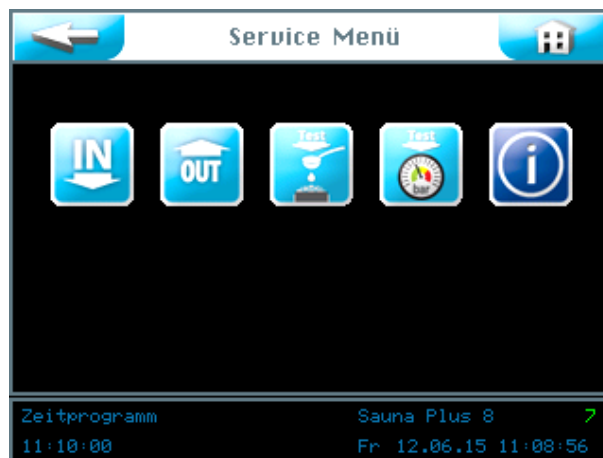 Service Menü
IN OUT Test Test i
bar
Zeitprogramm Sauna Plus 8 7
11:10:00 Fr 12.06.15 11:08:56